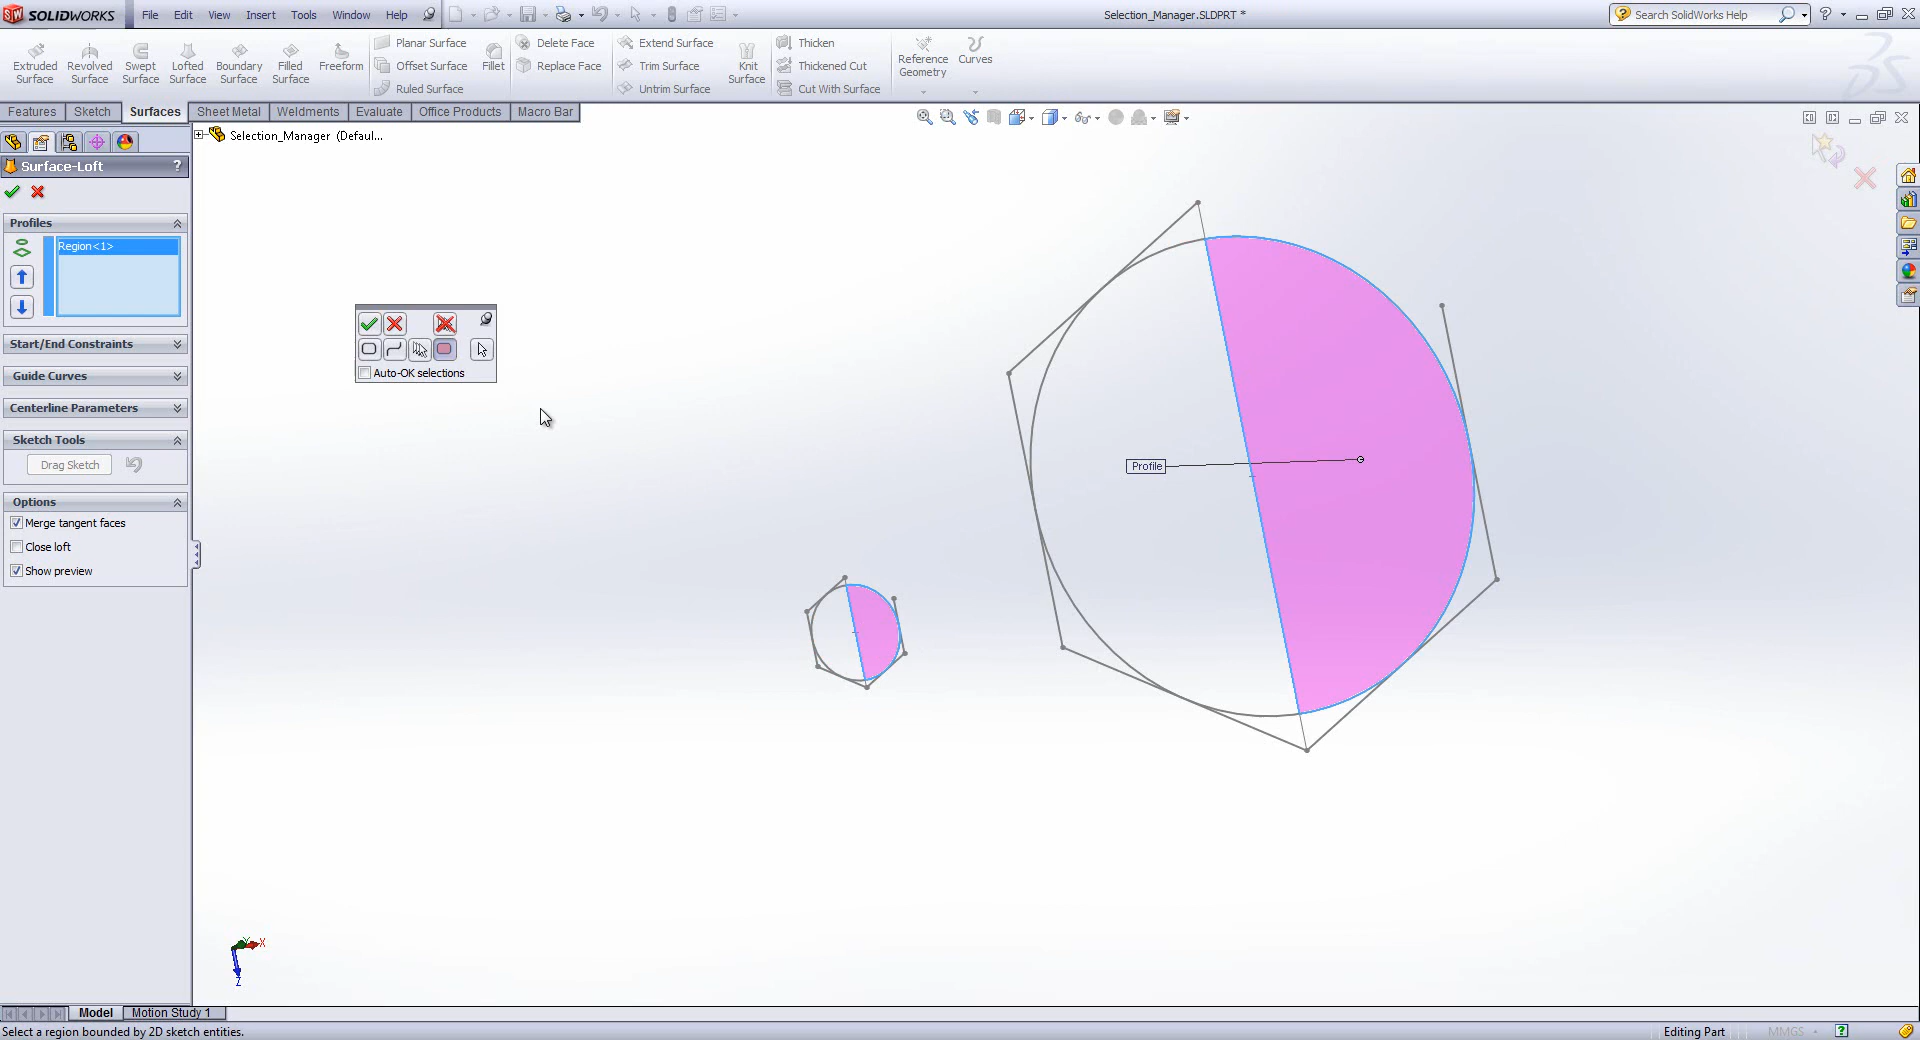 SOLIDWORKS File Edit View Insert Tools Window Help Selection_Manager.SLDPRT * Search SolidWorks Help
Extruded Surface
Revolved Surface
Swept Surface
Lofted Surface
Boundary Surface
Filled Surface
Freeform
Planar Surface
Offset Surface
Ruled Surface
Fillet
Delete Face
Replace Face
Extend Surface
Trim Surface
Untrim Surface
Knit Surface
Thicken
Thickened Cut
Cut With Surface
Reference Geometry
Curves
Features Sketch Surfaces Sheet Metal Weldments Evaluate Office Products Macro Bar
Selection_Manager (Defaul...
Surface-Loft ?
Profiles
Region<1>
Start/End Constraints
Guide Curves
Centerline Parameters
Sketch Tools
Drag Sketch
Options
Merge tangent faces
Close loft
Show preview
Auto-OK selections
Profile
X
Y
Z
Model Motion Study 1
Select a region bounded by 2D sketch entities. Editing Part MMGS